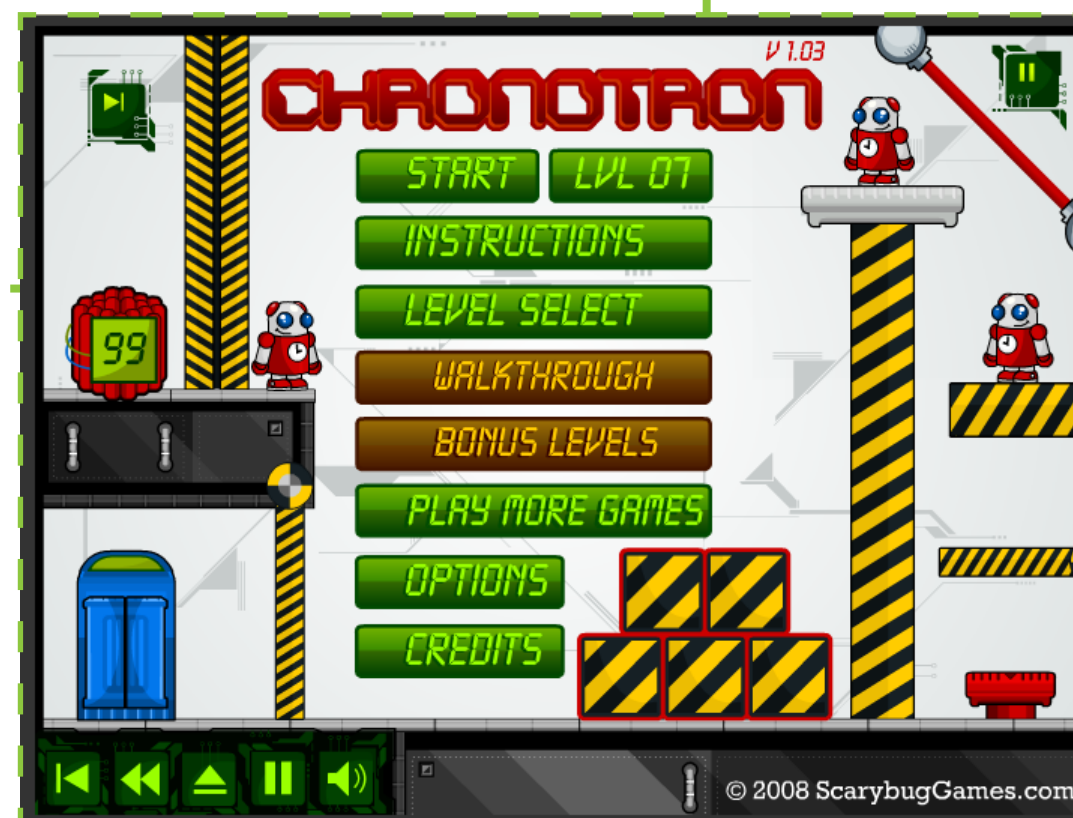 V 1.03
CHRONOTRON
START
LVL 07
INSTRUCTIONS
LEVEL SELECT
99
WALKTHROUGH
BONUS LEVELS
PLAY MORE GAMES
OPTIONS
CREDITS
© 2008 ScarybugGames.com